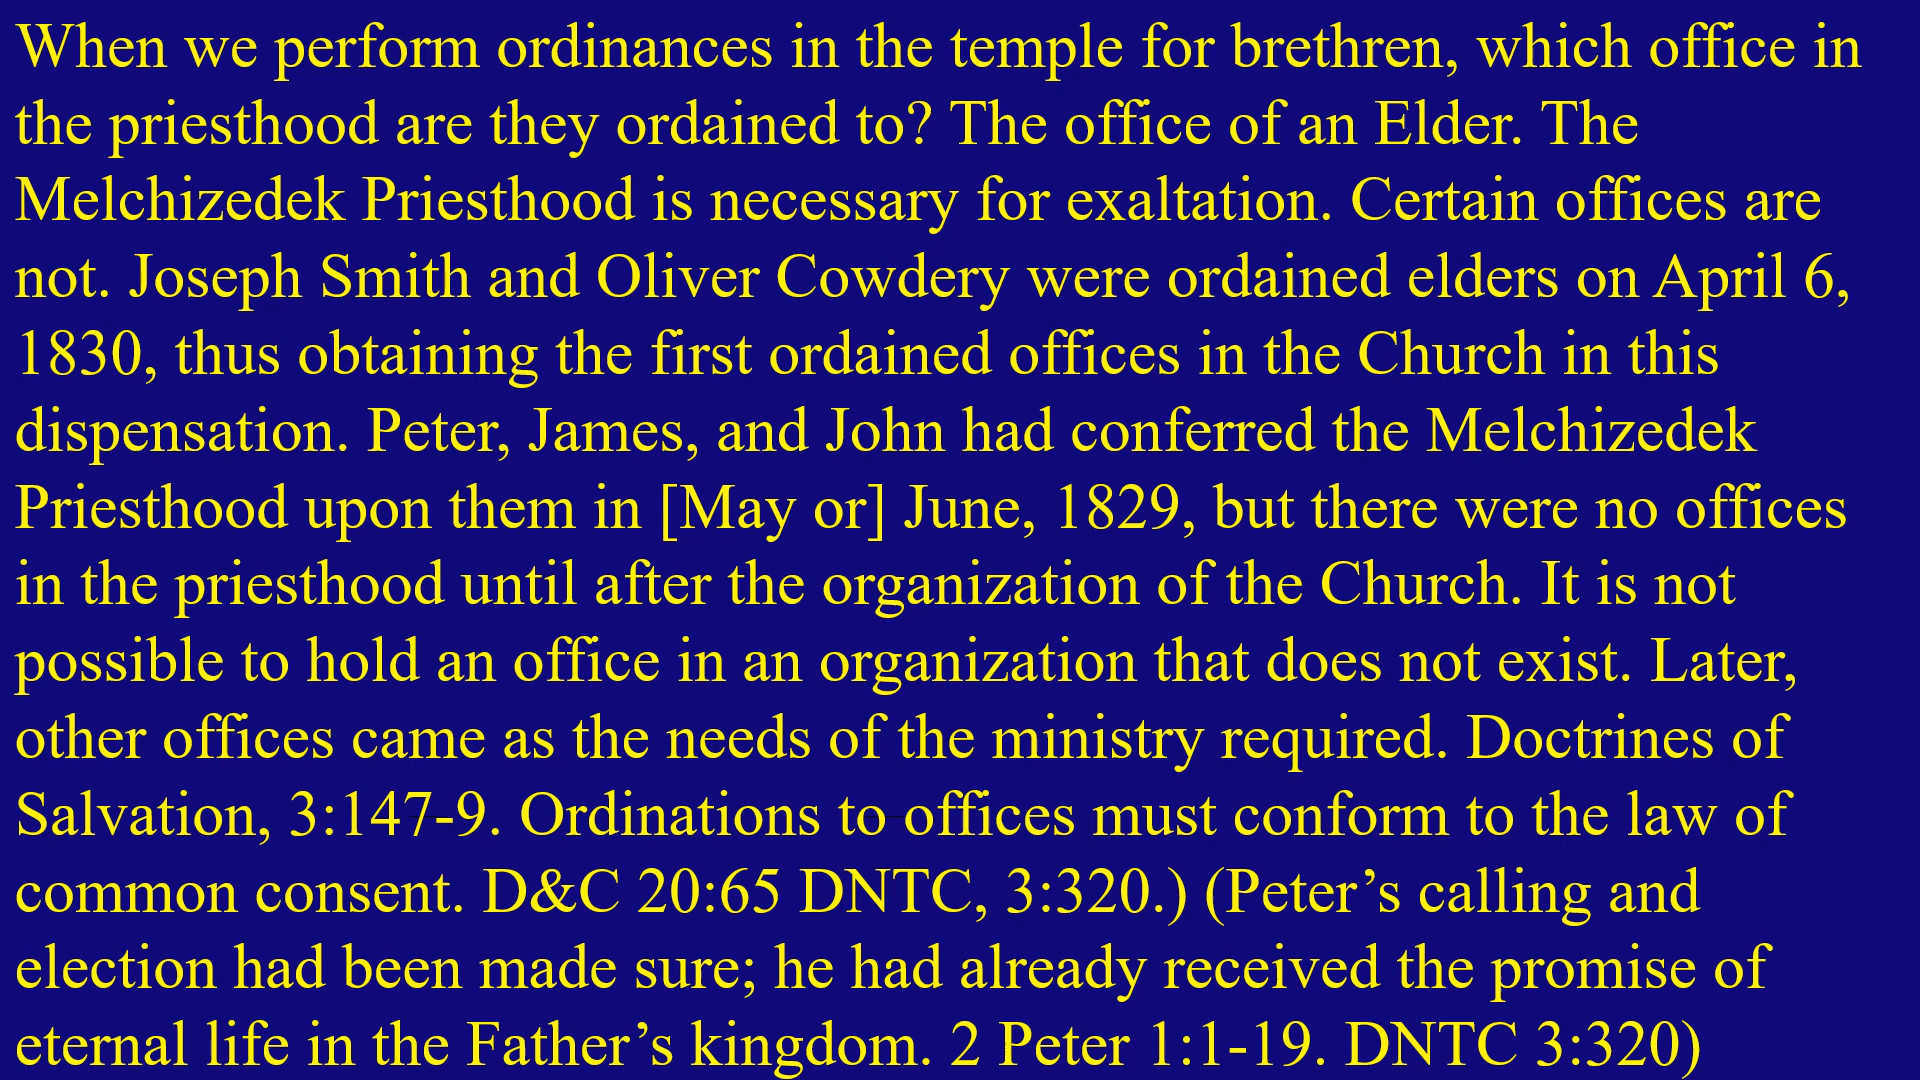 When we perform ordinances in the temple for brethren, which office in
the priesthood are they ordained to? The office of an Elder. The
Melchizedek Priesthood is necessary for exaltation. Certain offices are
not. Joseph Smith and Oliver Cowdery were ordained elders on April 6,
1830, thus obtaining the first ordained offices in the Church in this
dispensation. Peter, James, and John had conferred the Melchizedek
Priesthood upon them in [May or] June, 1829, but there were no offices
in the priesthood until after the organization of the Church. It is not
possible to hold an office in an organization that does not exist. Later,
other offices came as the needs of the ministry required. Doctrines of
Salvation, 3:147-9. Ordinations to offices must conform to the law of
common consent. D&C 20:65 DNTC, 3:320.) (Peter’s calling and
election had been made sure; he had already received the promise of
eternal life in the Father’s kingdom. 2 Peter 1:1-19. DNTC 3:320)